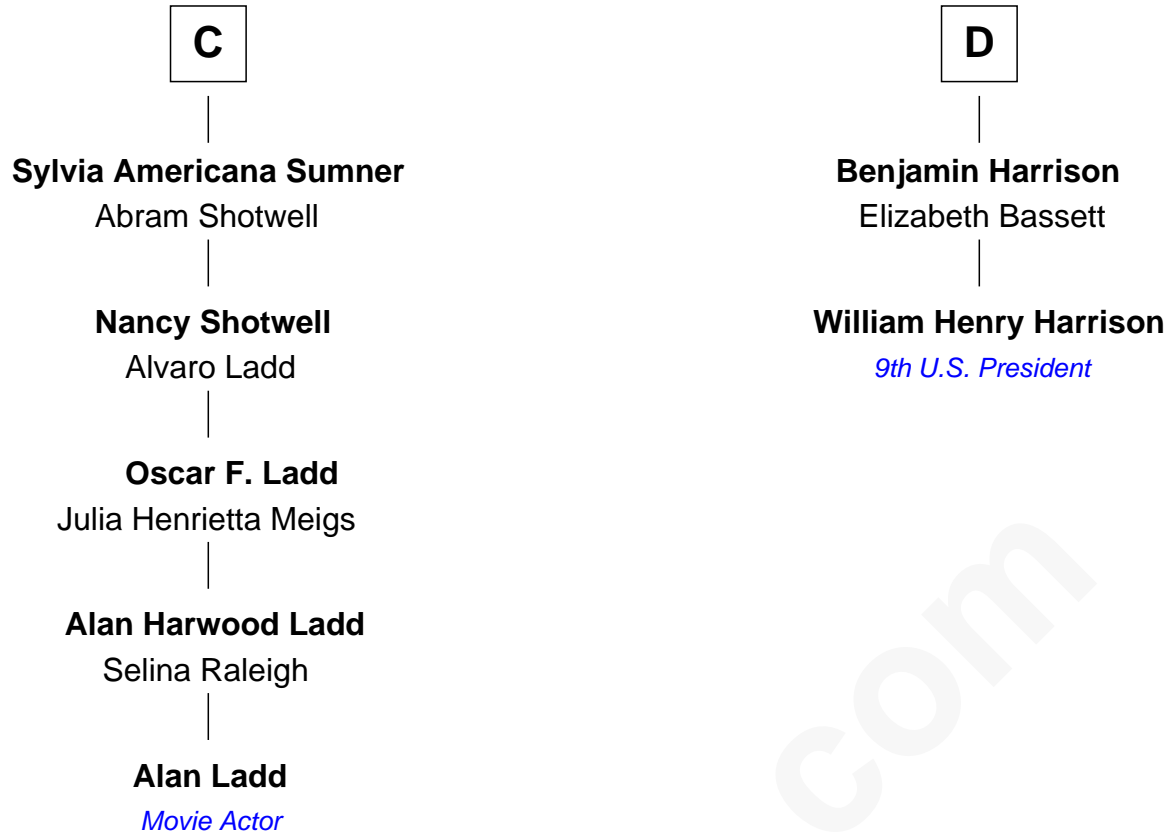 C
Sylvia Americana Sumner
Abram Shotwell
Nancy Shotwell
Alvaro Ladd
Oscar F. Ladd
Julia Henrietta Meigs
Alan Harwood Ladd
Selina Raleigh
Alan Ladd
Movie Actor
D
Benjamin Harrison
Elizabeth Bassett
William Henry Harrison
9th U.S. President
com